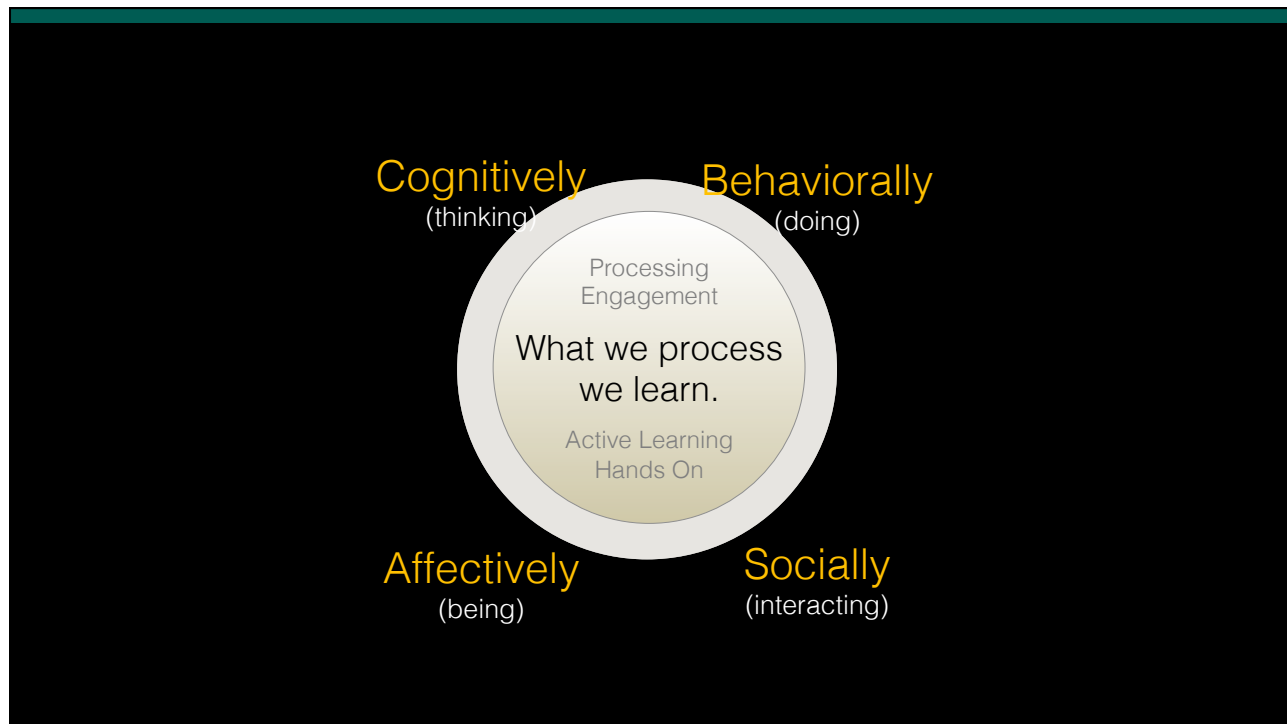 Cognitively
(thinking)
Behaviorally
(doing)
Processing
Engagement
What we process
we learn.
Active Learning
Hands On
Affectively
(being)
Socially
(interacting)